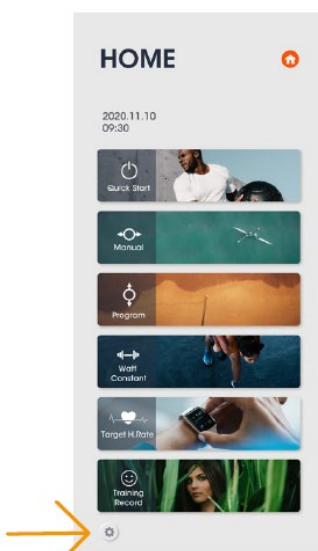 HOME
2020.11.10
09:30
Quick Start
Manual
Program
Watt
Constant
Target H.Rate
Training
Record